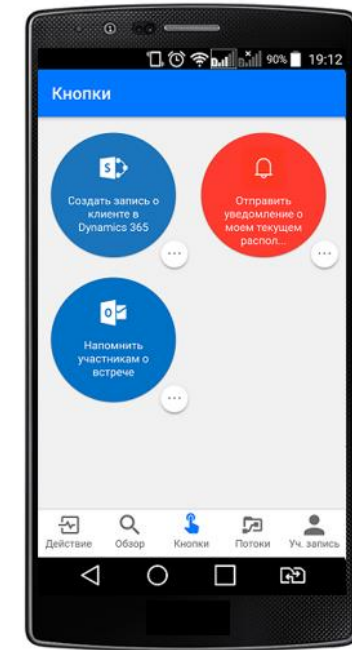 90% 19:12
Кнопки
S
Создать запись о
клиенте в
Dynamics 365
Отправить
уведомление о
моем текущем
распол...
...
...
o
Напомнить
участникам о
встрече
...
Действие Обзор Кнопки Потоки Уч. запись